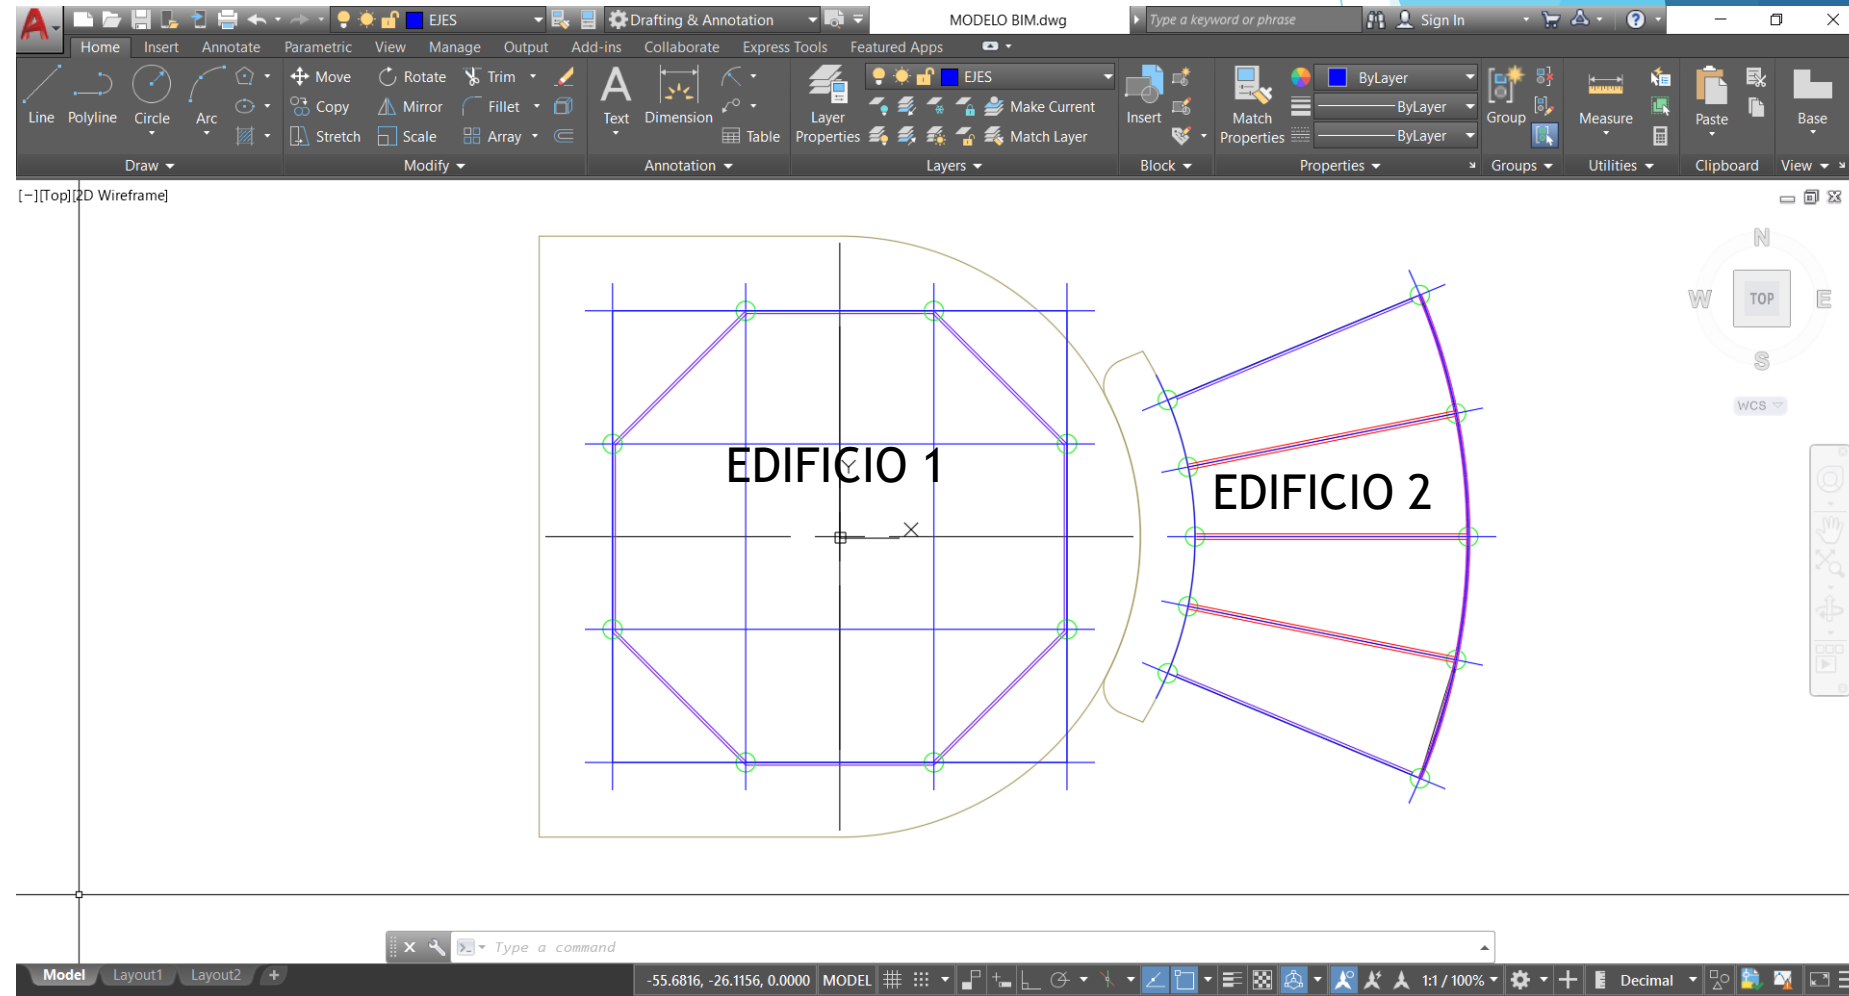 EJES
Drafting & Annotation
MODELO BIM.dwg
Type a keyword or phrase
Sign In
Home Insert Annotate Parametric View Manage Output Add-ins Collaborate Express Tools Featured Apps
Line Polyline Circle Arc
Move Rotate Trim
Copy Mirror Fillet
Stretch Scale Array
Text Dimension
Table
Layer
Properties
EJES
Make Current
Match Layer
Insert
Match
Properties
ByLayer
ByLayer
ByLayer
Group
Measure
Paste
Base
Draw Modify Annotation Layers Block Properties Groups Utilities Clipboard View
[−][Top][2D Wireframe]
N
W TOP E
S
WCS
EDIFICIO 1
Y
X
EDIFICIO 2
Type a command
Model Layout1 Layout2 +
-55.6816, -26.1156, 0.0000 MODEL 1:1 / 100% Decimal